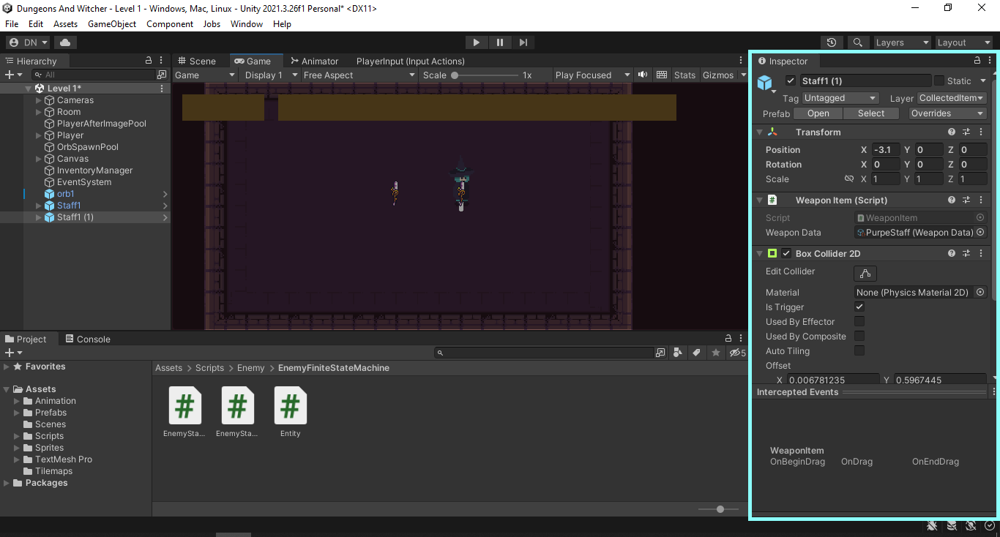 Dungeons And Witcher - Level 1 - Windows, Mac, Linux - Unity 2021.3.26f1 Personal* <DX11>
File Edit Assets GameObject Component Jobs Window Help
DN Layers Layout
Hierarchy
All
Level 1*
Cameras
Room
PlayerAfterImagePool
Player
OrbSpawnPool
Canvas
InventoryManager
EventSystem
orb1
Staff1
Staff1 (1)
Scene Game Animator PlayerInput (Input Actions)
Game Display 1 Free Aspect Scale 1x Play Focused Stats Gizmos
Inspector
Staff1 (1) Static
Tag Untagged Layer CollectedItem
Prefab Open Select Overrides
Transform
Position X -3.1 Y 0 Z 0
Rotation X 0 Y 0 Z 0
Scale X 1 Y 1 Z 1
# Weapon Item (Script)
Script # WeaponItem
Weapon Data PurpeStaff (Weapon Data)
Box Collider 2D
Edit Collider
Material None (Physics Material 2D)
Is Trigger
Used By Effector
Used By Composite
Auto Tiling
Offset
X 0.006781235 Y 0.5967445
Intercepted Events
WeaponItem
OnBeginDrag OnDrag OnEndDrag
Project Console
5
Favorites
Assets
Animation
Prefabs
Scenes
Scripts
Sprites
TextMesh Pro
Tilemaps
Packages
Assets > Scripts > Enemy > EnemyFiniteStateMachine
# # #
EnemySta... EnemySta... Entity